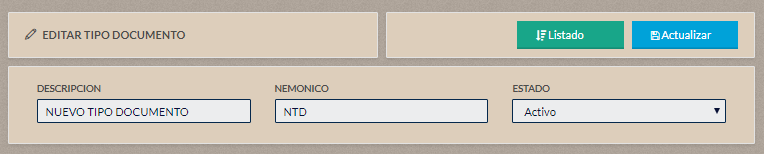 EDITAR TIPO DOCUMENTO
Listado
Actualizar
DESCRIPCION
NEMONICO
ESTADO
NUEVO TIPO DOCUMENTO
NTD
Activo